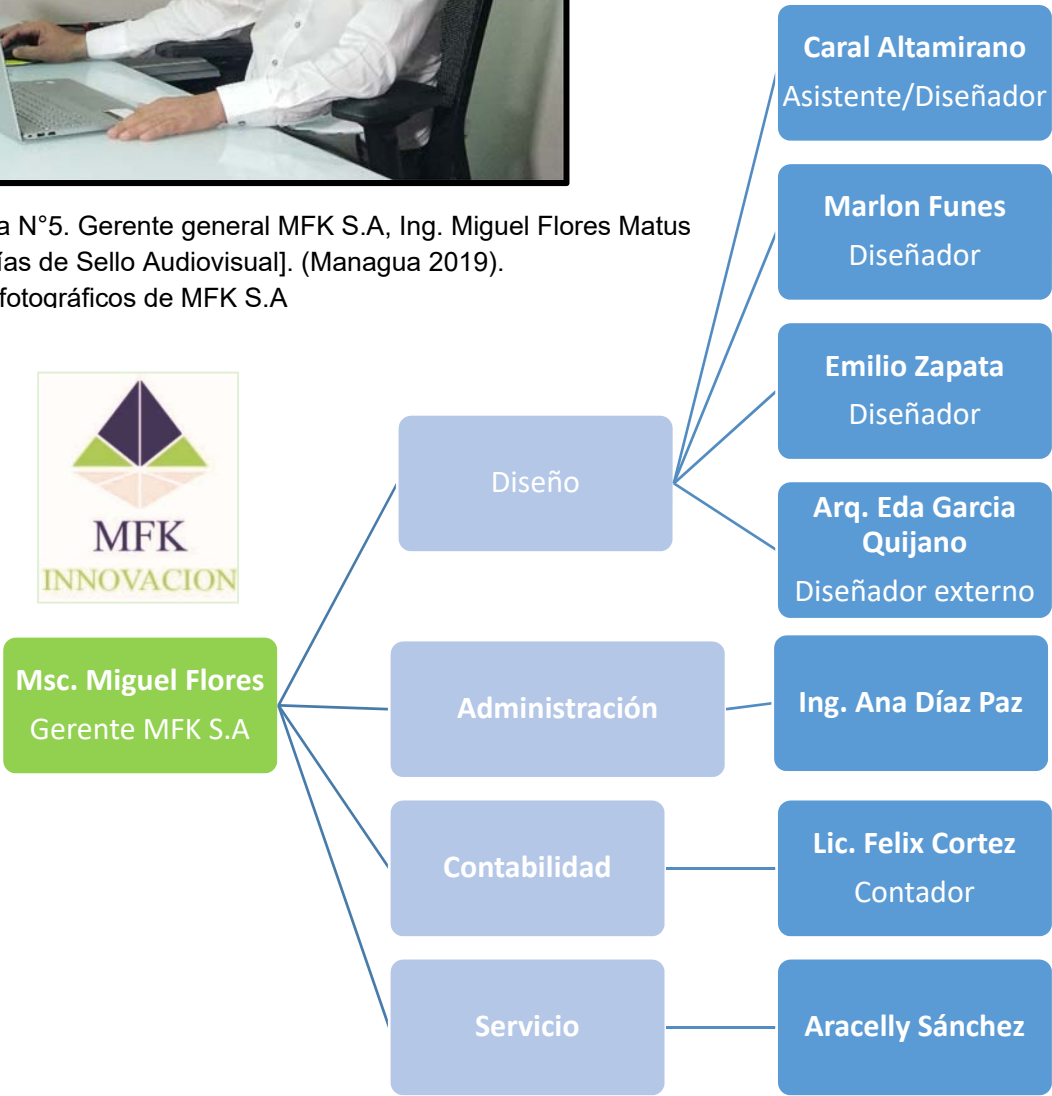 a N°5. Gerente general MFK S.A, Ing. Miguel Flores Matus
ías de Sello Audiovisual]. (Managua 2019).
fotográficos de MFK S.A
MFK
INNOVACION
Msc. Miguel Flores
Gerente MFK S.A
Diseño
Caral Altamirano
Asistente/Diseñador
Marlon Funes
Diseñador
Emilio Zapata
Diseñador
Arq. Eda Garcia
Quijano
Diseñador externo
Administración
Ing. Ana Díaz Paz
Contabilidad
Lic. Felix Cortez
Contador
Servicio
Aracelly Sánchez